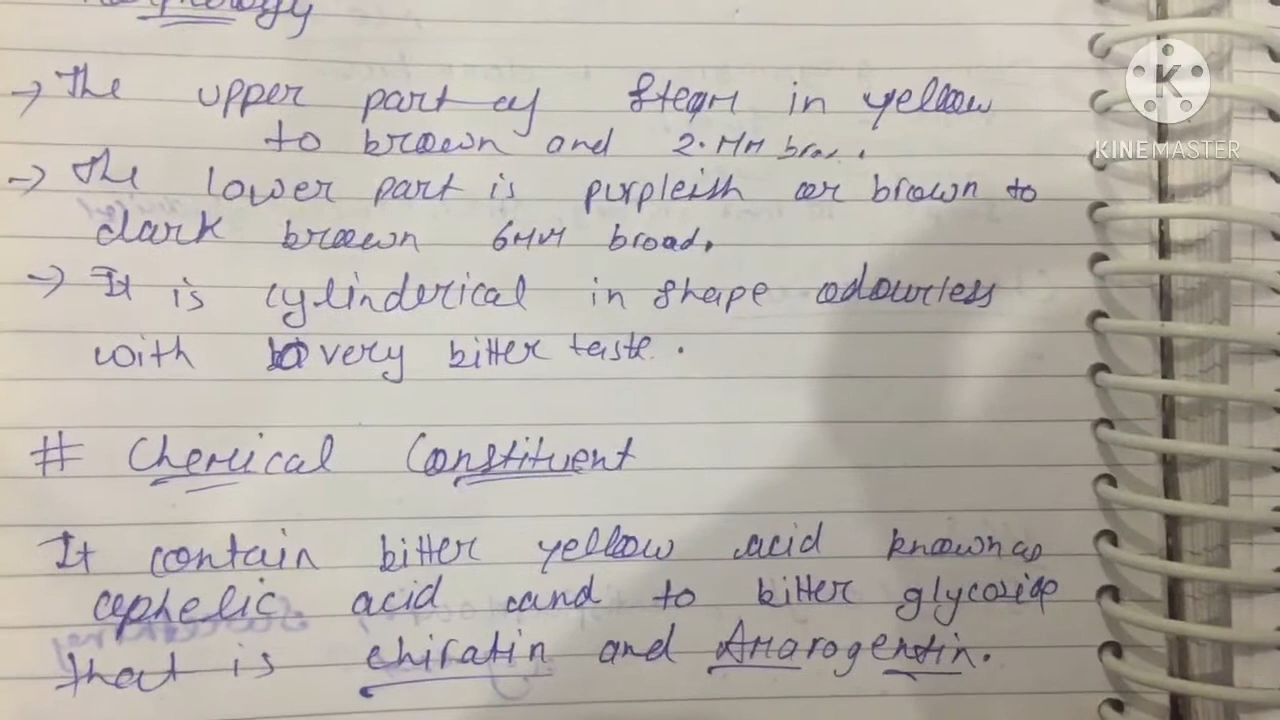 Morphology
→ The upper part of stem in yellow
to brown and 2.MM
→ The lower part is purpleish or brown to
dark brown 6MM broad.
→ It is cylinderical in shape odourless
with very bitter taste.
# Chemical Constituent
It contain bitter yellow acid known as
ophelic acid and to bitter glycoside
that is chiratin and Amarogentin.
KINEMASTER